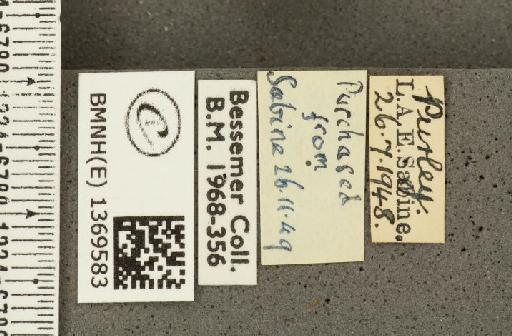 BMNH(E) 1369583
Bessemer Coll.
B.M. 1968-356
Purchased
from
Sabine 26.11.49
Purley.
L.A.E. Sabine.
26.7.1948.